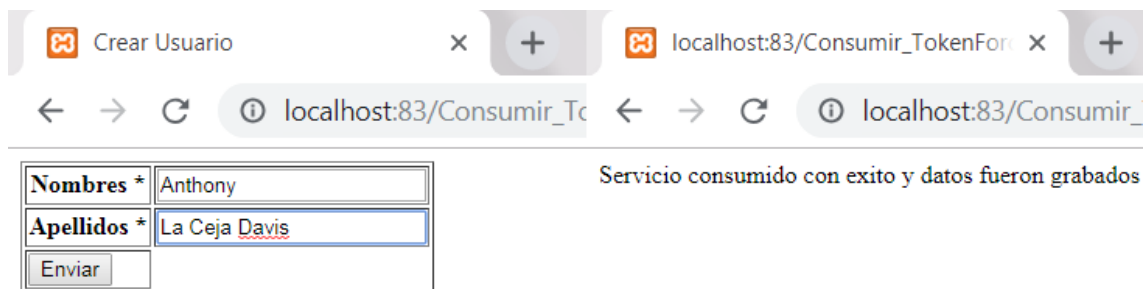 Crear Usuario
localhost:83/Consumir_To
Nombres * Anthony
Apellidos * La Ceja Davis
Enviar
localhost:83/Consumir_TokenFor
localhost:83/Consumir_
Servicio consumido con exito y datos fueron grabados